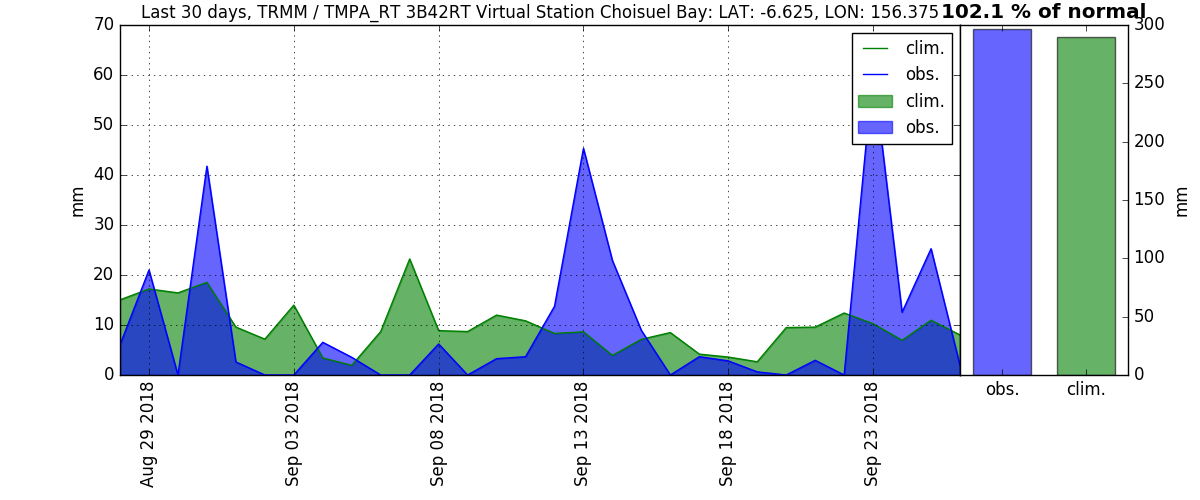 Last 30 days, TRMM / TMPA_RT 3B42RT Virtual Station Choisuel Bay: LAT: -6.625, LON: 156.375
102.1 % of normal
70
60
50
40
30
20
10
0
mm
clim.
obs.
clim.
obs.
Aug 29 2018
Sep 03 2018
Sep 08 2018
Sep 13 2018
Sep 18 2018
Sep 23 2018
300
250
200
150
100
50
0
mm
obs.
clim.